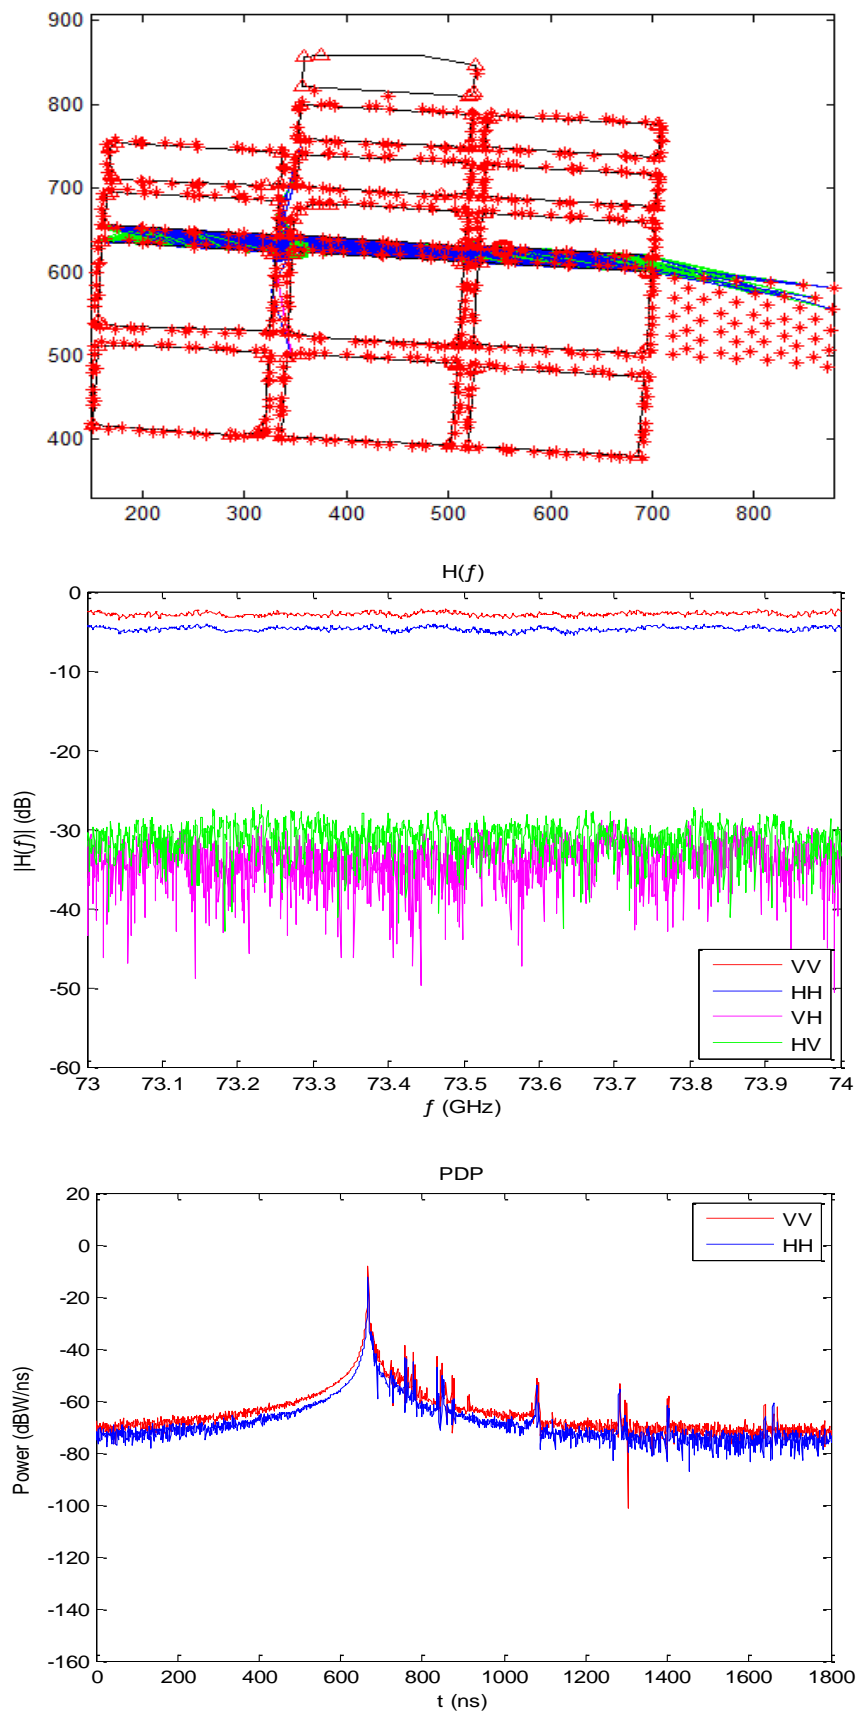 900
800
700
600
500
400
200 300 400 500 600 700 800
H(ƒ)
0
-10
-20
-30
-40
-50
-60
|H(ƒ)| (dB)
VV
HH
VH
HV
73 73.1 73.2 73.3 73.4 73.5 73.6 73.7 73.8 73.9 74
ƒ (GHz)
PDP
20
0
-20
-40
-60
-80
-100
-120
-140
-160
Power (dBW/ns)
VV
HH
0 200 400 600 800 1000 1200 1400 1600 1800
t (ns)